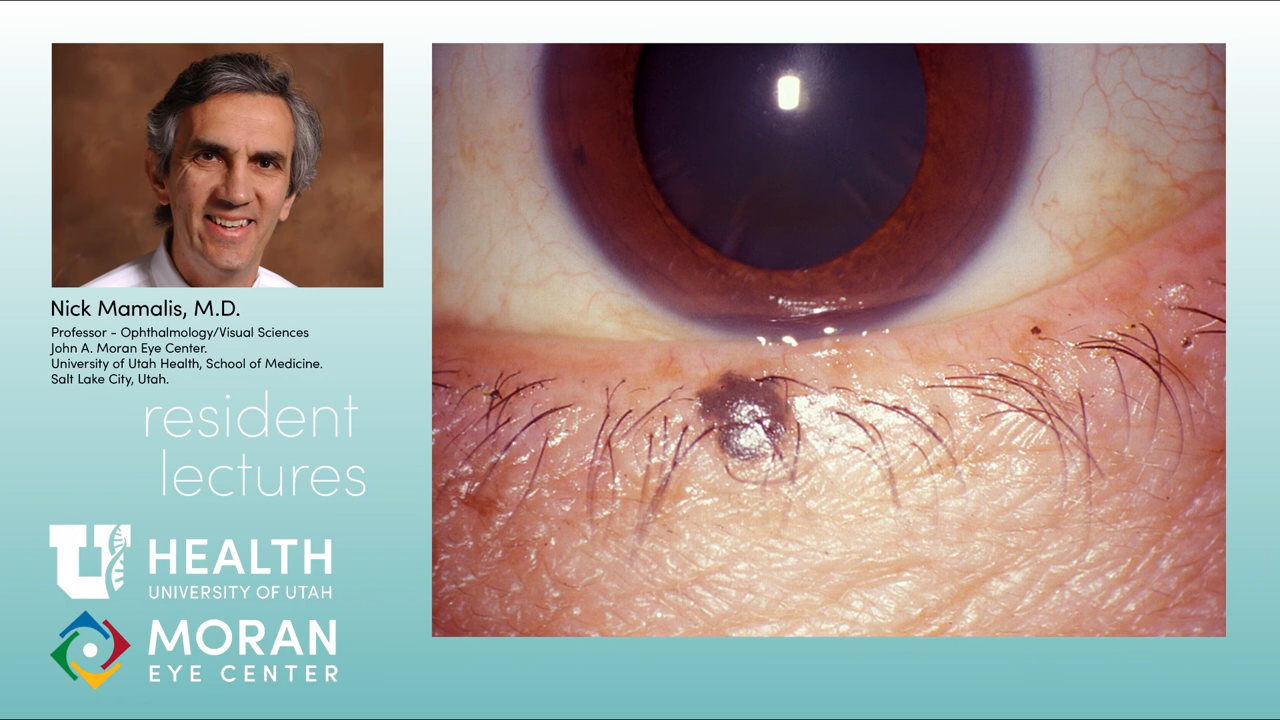 Nick Mamalis, M.D.
Professor - Ophthalmology/Visual Sciences
John A. Moran Eye Center.
University of Utah Health, School of Medicine.
Salt Lake City, Utah.
resident
lectures
U
HEALTH
UNIVERSITY OF UTAH
MORAN
EYE CENTER